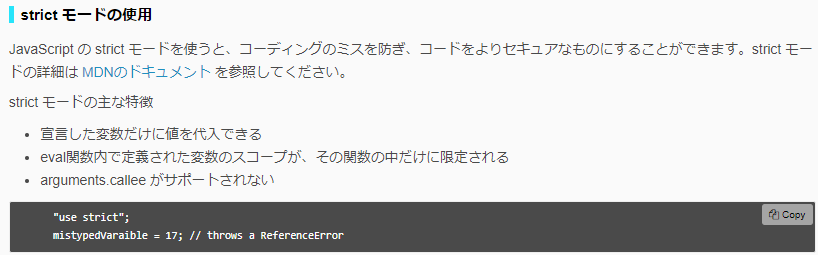 strict モードの使用
JavaScript の strict モードを使うと、コーディングのミスを防ぎ、コードをよりセキュアなものにすることができます。strict モー
ドの詳細は MDNのドキュメント を参照してください。
strict モードの主な特徴
宣言した変数だけに値を代入できる
eval関数内で定義された変数のスコープが、その関数の中だけに限定される
arguments.callee がサポートされない
Copy
"use strict";
mistypedVaraible = 17; // throws a ReferenceError